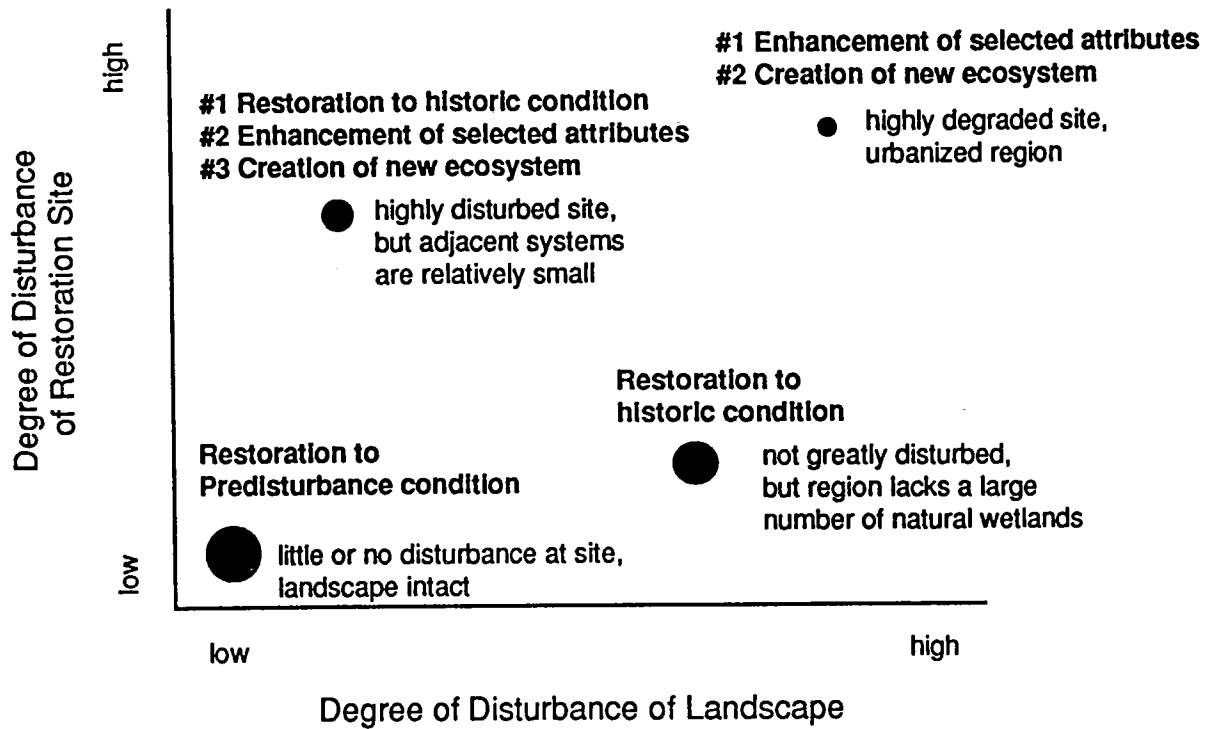 high
#1 Enhancement of selected attributes
#2 Creation of new ecosystem
highly degraded site,
urbanized region
#1 Restoration to historic condition
#2 Enhancement of selected attributes
#3 Creation of new ecosystem
highly disturbed site,
but adjacent systems
are relatively small
Degree of Disturbance
of Restoration Site
Restoration to
historic condition
not greatly disturbed,
but region lacks a large
number of natural wetlands
Restoration to
Predisturbance condition
little or no disturbance at site,
landscape intact
low
low
high
Degree of Disturbance of Landscape